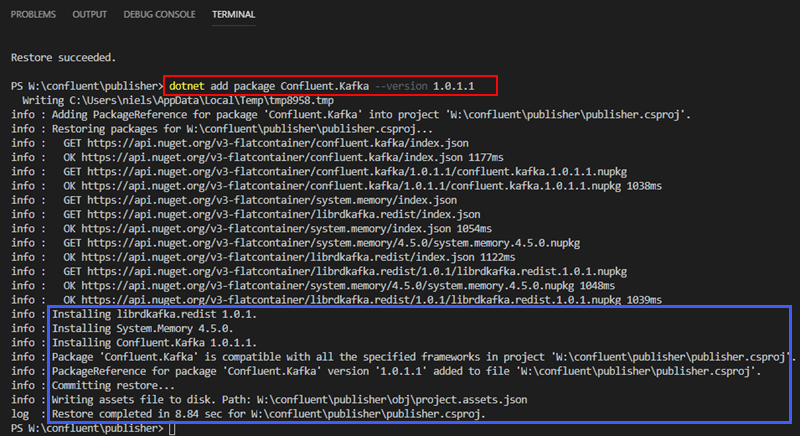 PROBLEMS OUTPUT DEBUG CONSOLE TERMINAL
Restore succeeded.
PS W:\confluent\publisher> dotnet add package Confluent.Kafka --version 1.0.1.1
  Writing C:\Users\niels\AppData\Local\Temp\tmp8958.tmp
info : Adding PackageReference for package 'Confluent.Kafka' into project 'W:\confluent\publisher\publisher.csproj'.
info : Restoring packages for W:\confluent\publisher\publisher.csproj...
info :   GET https://api.nuget.org/v3-flatcontainer/confluent.kafka/index.json
info :   OK https://api.nuget.org/v3-flatcontainer/confluent.kafka/index.json 1177ms
info :   GET https://api.nuget.org/v3-flatcontainer/confluent.kafka/1.0.1.1/confluent.kafka.1.0.1.1.nupkg
info :   OK https://api.nuget.org/v3-flatcontainer/confluent.kafka/1.0.1.1/confluent.kafka.1.0.1.1.nupkg 1038ms
info :   GET https://api.nuget.org/v3-flatcontainer/system.memory/index.json
info :   GET https://api.nuget.org/v3-flatcontainer/librdkafka.redist/index.json
info :   OK https://api.nuget.org/v3-flatcontainer/system.memory/index.json 1054ms
info :   GET https://api.nuget.org/v3-flatcontainer/system.memory/4.5.0/system.memory.4.5.0.nupkg
info :   OK https://api.nuget.org/v3-flatcontainer/librdkafka.redist/index.json 1122ms
info :   GET https://api.nuget.org/v3-flatcontainer/librdkafka.redist/1.0.1/librdkafka.redist.1.0.1.nupkg
info :   OK https://api.nuget.org/v3-flatcontainer/system.memory/4.5.0/system.memory.4.5.0.nupkg 1048ms
info :   OK https://api.nuget.org/v3-flatcontainer/librdkafka.redist/1.0.1/librdkafka.redist.1.0.1.nupkg 1039ms
info : Installing librdkafka.redist 1.0.1.
info : Installing System.Memory 4.5.0.
info : Installing Confluent.Kafka 1.0.1.1.
info : Package 'Confluent.Kafka' is compatible with all the specified frameworks in project 'W:\confluent\publisher\publisher.csproj'.
info : PackageReference for package 'Confluent.Kafka' version '1.0.1.1' added to file 'W:\confluent\publisher\publisher.csproj'.
info : Committing restore...
info : Writing assets file to disk. Path: W:\confluent\publisher\obj\project.assets.json
log  : Restore completed in 8.84 sec for W:\confluent\publisher\publisher.csproj.
PS W:\confluent\publisher>